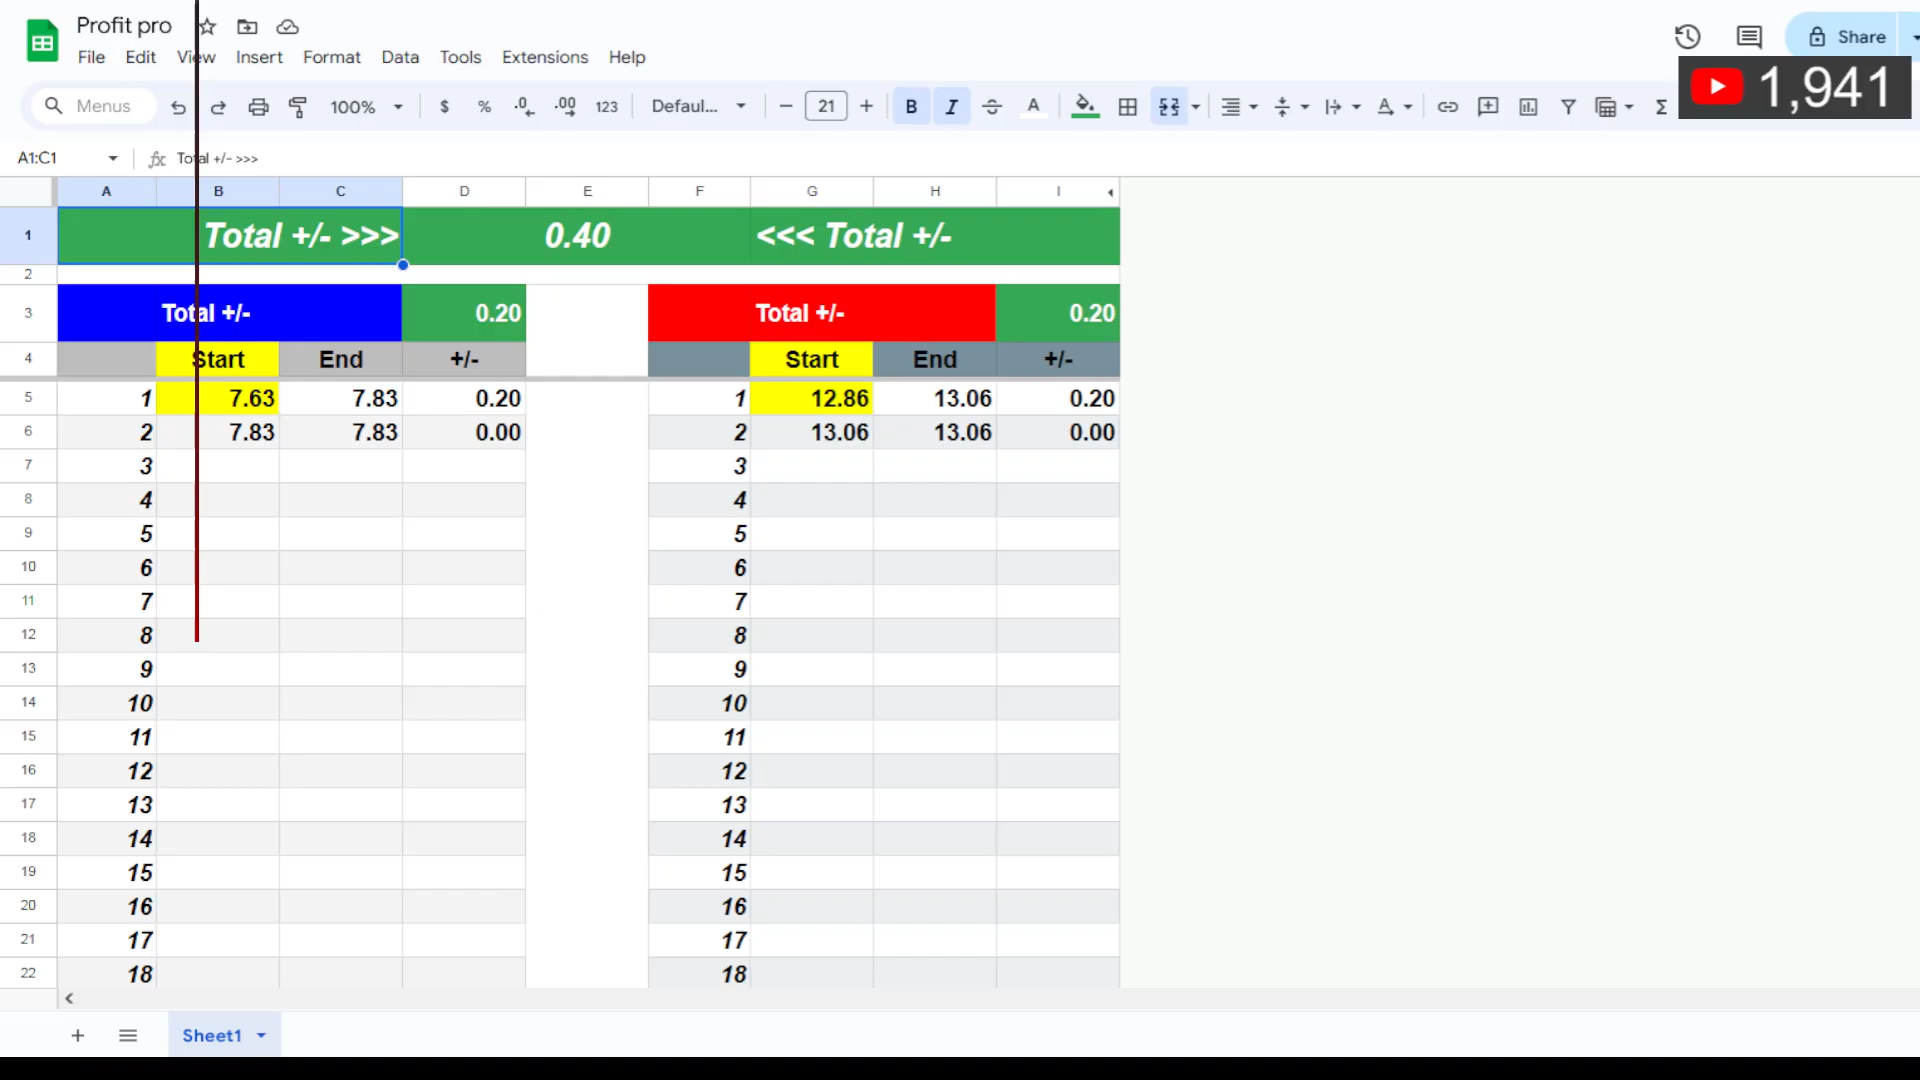 Profit pro
File Edit View Insert Format Data Tools Extensions Help
Share
1,941
Menus 100% $ % .0 .00 123 Defaul... 21 B I A Σ
A1:C1 fx Total +/- >>>
A B C D E F G H I
1 Total +/- >>> 0.40 <<< Total +/-
2
3 Total +/- 0.20 Total +/- 0.20
4 Start End +/- Start End +/-
5 1 7.63 7.83 0.20 1 12.86 13.06 0.20
6 2 7.83 7.83 0.00 2 13.06 13.06 0.00
7 3 3
8 4 4
9 5 5
10 6 6
11 7 7
12 8 8
13 9 9
14 10 10
15 11 11
16 12 12
17 13 13
18 14 14
19 15 15
20 16 16
21 17 17
22 18 18
Sheet1